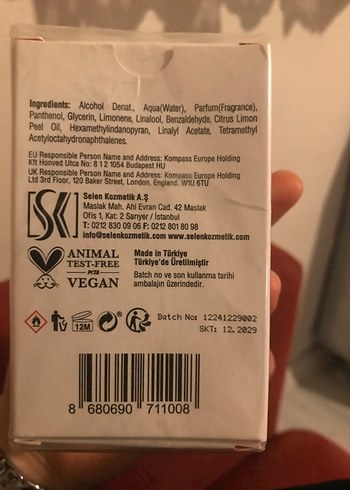 Ingredients: Alcohol Denat., Aqua(Water), Parfum(Fragrance),
Panthenol, Glycerin, Limonene, Linalool, Benzaldehyde, Citrus Limon
Peel Oil, Hexamethylindanopyran, Linalyl Acetate, Tetramethyl
Acetyloctahydronaphthalenes.
EU Responsible Person Name and Address: Kompass Europe Holding
Kft Honved Utca No: 8 1 2 1054 Budapest HU
UK Responsible Person Name and Address: Kompass Europe Holding
Ltd 3rd Floor, 120 Baker Street, London, England, W1U 6TU
SK
Selen Kozmetik A.Ş
Maslak Mah. Ahi Evran Cad. 42 Maslak
Ofis 1, Kat: 2 Sarıyer / İstanbul
T: 0212 830 09 06 F: 0212 801 80 98
info@selenkozmetik.com www.selenkozmetik.com
ANIMAL
TEST-FREE
PETA
VEGAN
Made in Türkiye
Türkiye'de Üretilmiştir
Batch no ve son kullanma tarihi
ambalajın üzerindedir.
12M
Batch No: 12241229002
SKT: 12.2029
8 680690 711008